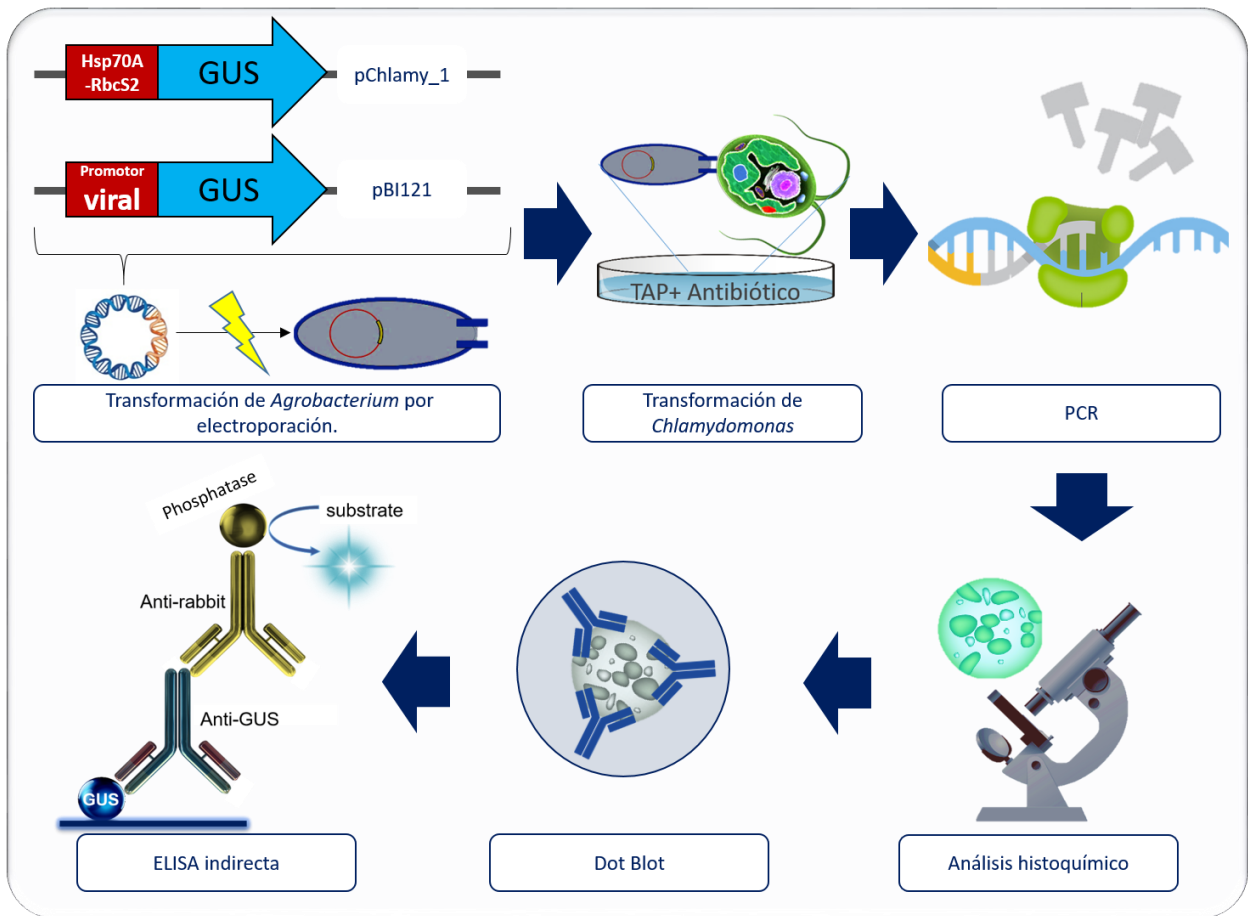 Hsp70A
-RbcS2
GUS
pChlamy_1
Promotor
viral
GUS
pBI121
Transformación de Agrobacterium por
electroporación.
TAP+ Antibiótico
Transformación de
Chlamydomonas
PCR
Phosphatase
substrate
Anti-rabbit
Anti-GUS
GUS
ELISA indirecta
Dot Blot
Análisis histoquímico